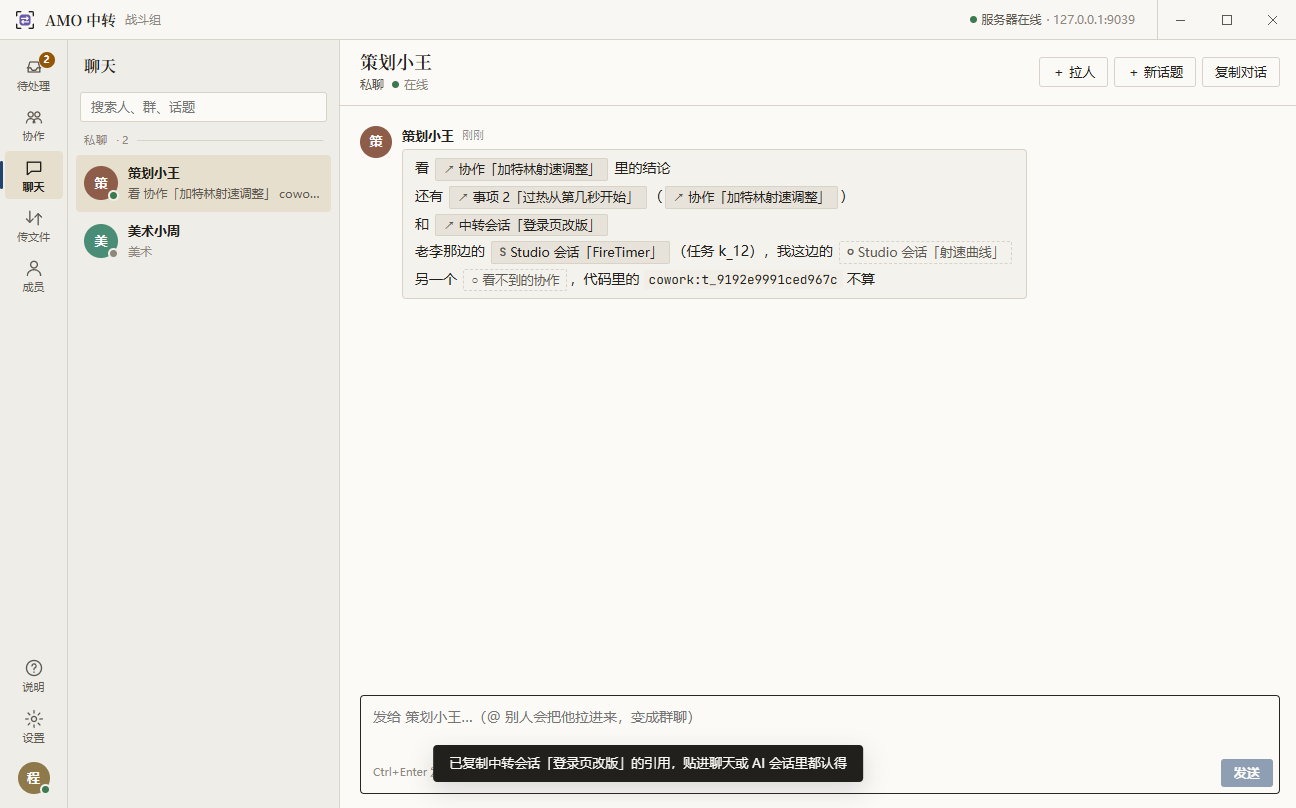 AMO 中转 战斗组
服务器在线 · 127.0.0.1:9039
2
待处理
协作
聊天
传文件
成员
说明
设置
程
聊天
搜索人、群、话题
私聊 · 2
策
策划小王
看 协作「加特林射速调整」 cowo...
美
美术小周
美术
策划小王
私聊 在线
+ 拉人
+ 新话题
复制对话
策
策划小王 刚刚
看 ↗ 协作「加特林射速调整」 里的结论
还有 ↗ 事项 2「过热从第几秒开始」 （ ↗ 协作「加特林射速调整」 ）
和 ↗ 中转会话「登录页改版」
老李那边的 S Studio 会话「FireTimer」 （任务 k_12），我这边的 Studio 会话「射速曲线」
另一个 ○ 看不到的协作 ，代码里的 cowork:t_9192e9991ced967c 不算
发给 策划小王...（@ 别人会把他拉进来，变成群聊）
Ctrl+Enter
已复制中转会话「登录页改版」的引用，贴进聊天或 AI 会话里都认得
发送